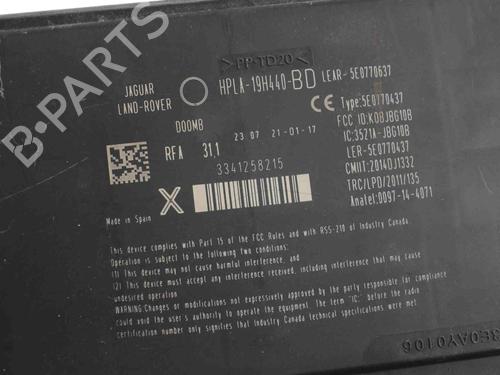 >PP-TD20<
JAGUAR
LAND-ROVER
HPLA-19H440-BD LEAR- 5E0770637
CE Type:5E0770437
DOOMB
FCC ID: KOBJBG10B
23.07 21-01-17
IC:3521A-JBG10B
RFA 31,1
LER-5E0770437
3341258215
CMIIT:2014DJ1332
TRC/LPD/2011/135
X
Anatel:0097-14-4071
Made in Spain
This device complies with Part 15 of the FCC Rules and with RSS-210 of Industry Canada.
Operation is subject to the following two conditions:
(1) This device may not cause harmful interference, and
(2) This device must accept any interference received, including interference that may cause
undesired operation
WARNING:Changes or modifications not expressly approved by the party responsible for compliance
could void the user's authority to operate the equipment. The term "IC:" before the radio
certification number only signifies that Industry Canada technical specifications were met
3E0AY0106